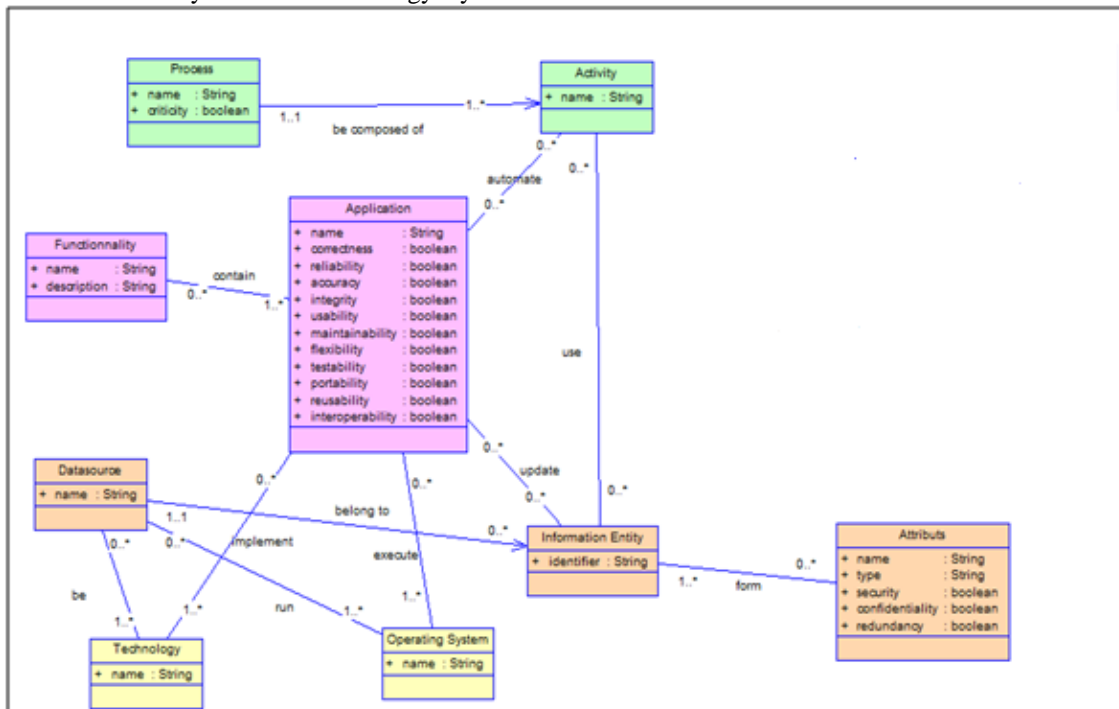 Process
+ name : String
+ criticity : boolean
Activity
+ name : String
1..1
1..*
be composed of
0..*
0..*
automate
0..*
Application
+ name : String
+ correctness : boolean
+ reliability : boolean
+ accuracy : boolean
+ integrity : boolean
+ usability : boolean
+ maintainability : boolean
+ flexibility : boolean
+ testability : boolean
+ portability : boolean
+ reusability : boolean
+ interoperability : boolean
Functionnality
+ name : String
+ description : String
contain
0..*
1..*
use
0..*
update
0..*
0..*
0..*
0..*
Datasource
+ name : String
1..1
belong to
0..*
0..*
0..*
implement
execute
be
run
1..*
1..*
1..*
1..*
Information Entity
+ identifier : String
1..*
form
0..*
Attributs
+ name : String
+ type : String
+ security : boolean
+ confidentiality : boolean
+ redundancy : boolean
Technology
+ name : String
Operating System
+ name : String